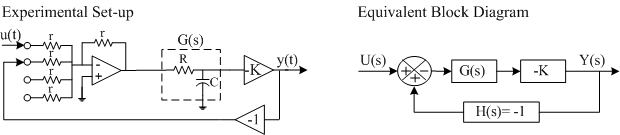 Experimental Set-up
Equivalent Block Diagram
u(t)
r
r
r
r
r
-
+
G(s)
R
C
-K
y(t)
-1
U(s)
+
+
-
G(s)
-K
Y(s)
H(s)= -1